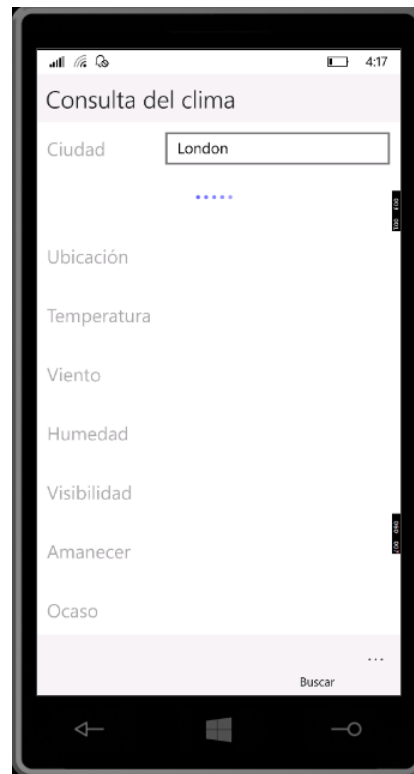 4:17
Consulta del clima
Ciudad
London
Ubicación
Temperatura
Viento
Humedad
Visibilidad
Amanecer
Ocaso
...
Buscar